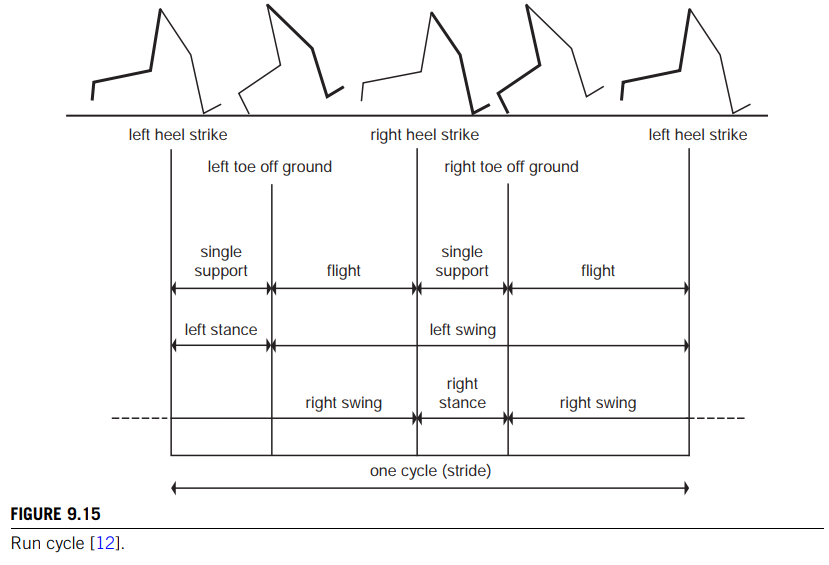 left heel strike right heel strike left heel strike
left toe off ground right toe off ground
single single
support flight support flight
left stance left swing
right
right swing stance right swing
one cycle (stride)
FIGURE 9.15
Run cycle [12].